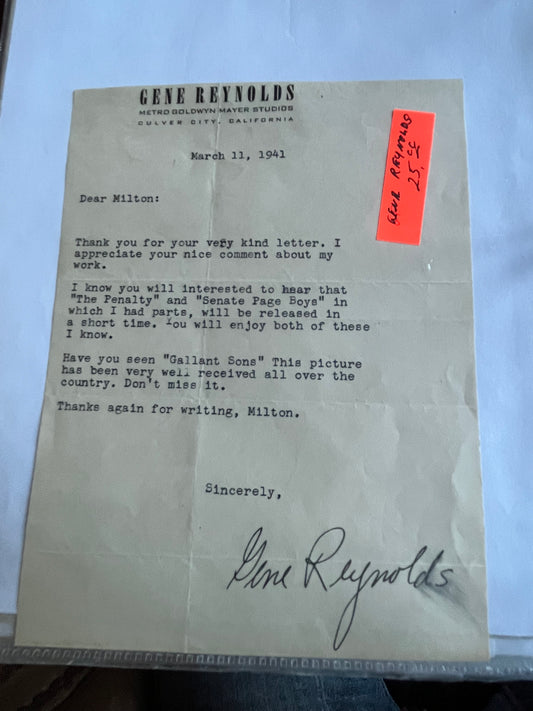 GENE REYNOLDS
METRO GOLDWYN MAYER STUDIOS
CULVER CITY, CALIFORNIA
March 11, 1941
GENE REYNOLDS
25.00
Dear Milton:
Thank you for your very kind letter. I
appreciate your nice comment about my
work.
I know you will interested to hear that
"The Penalty" and "Senate Page Boys" in
which I had parts, will be released in
a short time. You will enjoy both of these
I know.
Have you seen "Gallant Sons" This picture
has been very well received all over the
country. Don't miss it.
Thanks again for writing, Milton.
Sincerely,
Gene Reynolds